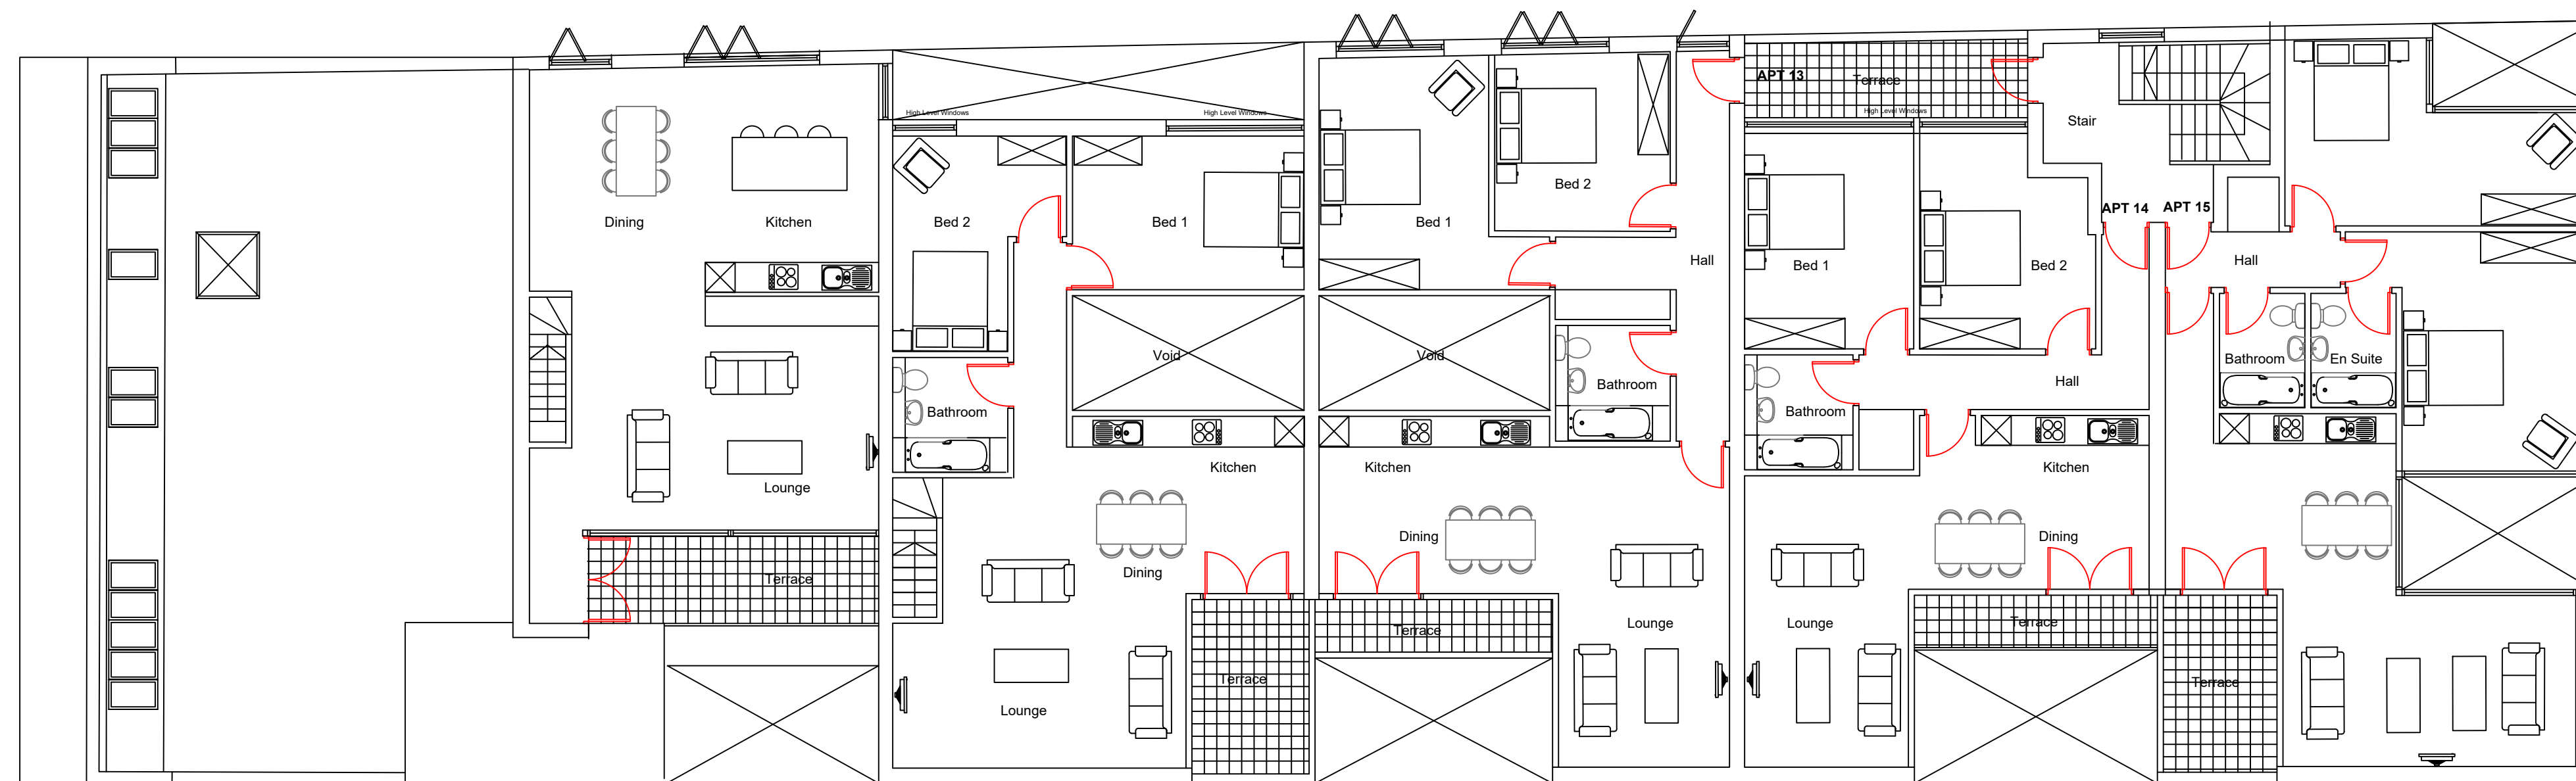 APT 13
Terrace
High Level Windows
High Level Windows
High Level Windows
Stair
Bed 2
APT 14
APT 15
Dining
Kitchen
Bed 2
Bed 1
Bed 1
Hall
Bed 1
Bed 2
Hall
Void
Void
Bathroom
En Suite
Hall
Bathroom
Bathroom
Bathroom
Kitchen
Kitchen
Kitchen
Lounge
Dining
Dining
Dining
Terrace
Terrace
Terrace
Lounge
Lounge
Terrace
Terrace
Lounge